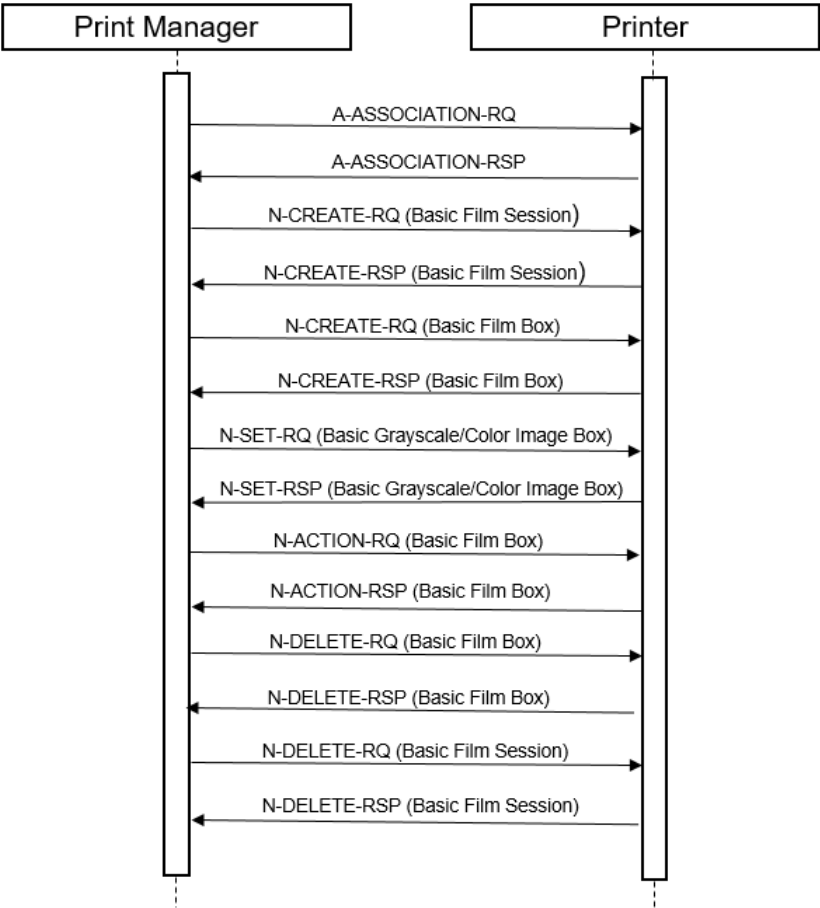 Print Manager
Printer
A-ASSOCIATION-RQ
A-ASSOCIATION-RSP
N-CREATE-RQ (Basic Film Session)
N-CREATE-RSP (Basic Film Session)
N-CREATE-RQ (Basic Film Box)
N-CREATE-RSP (Basic Film Box)
N-SET-RQ (Basic Grayscale/Color Image Box)
N-SET-RSP (Basic Grayscale/Color Image Box)
N-ACTION-RQ (Basic Film Box)
N-ACTION-RSP (Basic Film Box)
N-DELETE-RQ (Basic Film Box)
N-DELETE-RSP (Basic Film Box)
N-DELETE-RQ (Basic Film Session)
N-DELETE-RSP (Basic Film Session)